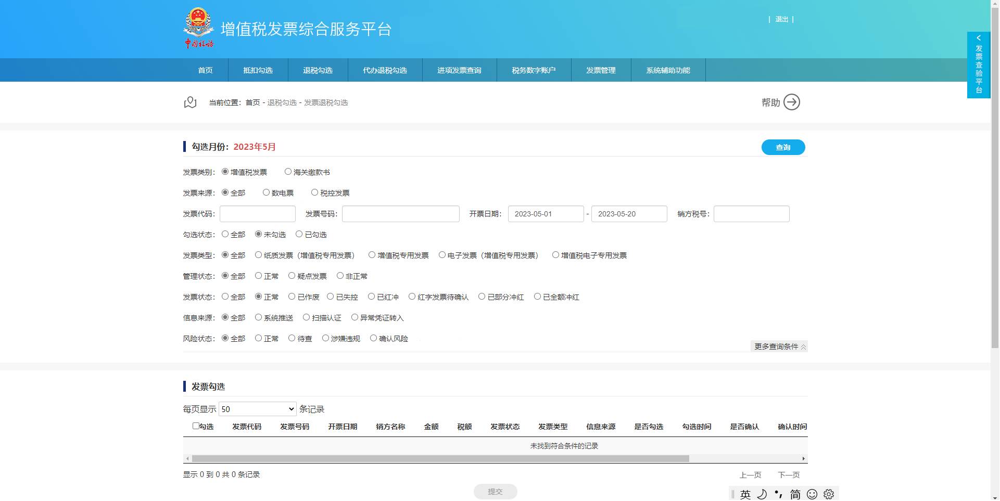 中国税务
增值税发票综合服务平台
| 退出 |
<
发票查验平台
首页 抵扣勾选 退税勾选 代办退税勾选 进项发票查询 税务数字账户 发票管理 系统辅助功能
当前位置：首页 - 退税勾选 - 发票退税勾选
帮助
勾选月份：2023年5月
查询
发票类别： 增值税发票 海关缴款书
发票来源： 全部 数电票 税控发票
发票代码： 发票号码： 开票日期： 2023-05-01 - 2023-05-20 销方税号：
勾选状态： 全部 未勾选 已勾选
发票类型： 全部 纸质发票（增值税专用发票） 增值税专用发票 电子发票（增值税专用发票） 增值税电子专用发票
管理状态： 全部 正常 疑点发票 非正常
发票状态： 全部 正常 已作废 已失控 已红冲 红字发票待确认 已部分冲红 已全额冲红
信息来源： 全部 系统推送 扫描认证 异常凭证转入
风险状态： 全部 正常 待查 涉嫌违规 确认风险
更多查询条件
发票勾选
每页显示 50 条记录
勾选 发票代码 发票号码 开票日期 销方名称 金额 税额 发票状态 发票类型 信息来源 是否勾选 勾选时间 是否确认 确认时间
未找到符合条件的记录
显示 0 到 0 共 0 条记录
上一页 下一页
提交
英 简